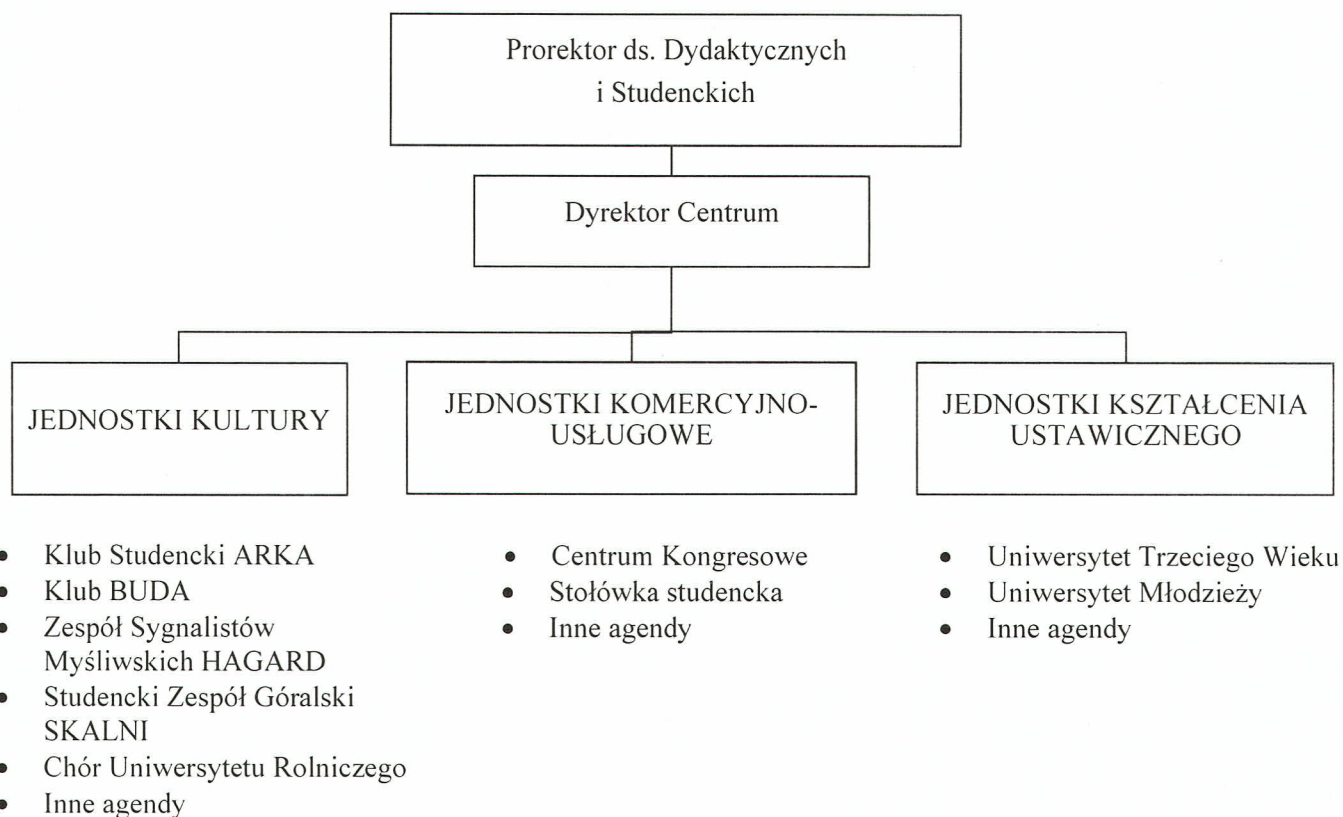 Prorektor ds. Dydaktycznych
i Studenckich
Dyrektor Centrum
JEDNOSTKI KULTURY
JEDNOSTKI KOMERCYJNO-
USŁUGOWE
JEDNOSTKI KSZTAŁCENIA
USTAWICZNEGO
• Klub Studencki ARKA
• Klub BUDA
• Zespół Sygnalistów
Myśliwskich HAGARD
• Studencki Zespół Góralski
SKALNI
• Chór Uniwersytetu Rolniczego
• Inne agendy
• Centrum Kongresowe
• Stołówka studencka
• Inne agendy
• Uniwersytet Trzeciego Wieku
• Uniwersytet Młodzieży
• Inne agendy